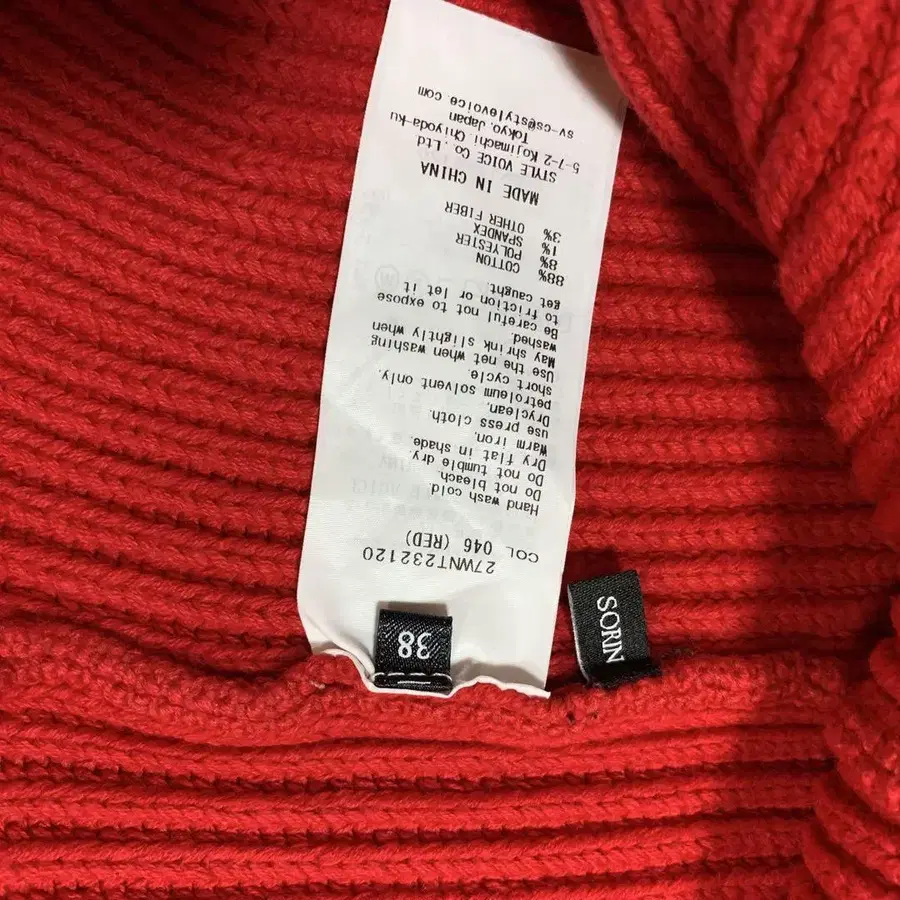 38
27WNT232120
COL 046 (RED)
Hand wash cold.
Do not bleach.
Do not tumble dry.
Dry flat in shade.
Warm iron.
Use press cloth.
Dryclean,
petroleum solvent only,
short cycle.
Use the net when washing
May shrink slightly when
washed.
Be careful not to expose
to friction or let it
get caught.
88% COTTON
8% POLYESTER
1% SPANDEX
3% OTHER FIBER
MADE IN CHINA
STYLE VOICE Co., Ltd
5-7-2 Kojimachi, Chiyoda-ku
Tokyo, Japan
sv-cs@stylevoice.com
SORIN